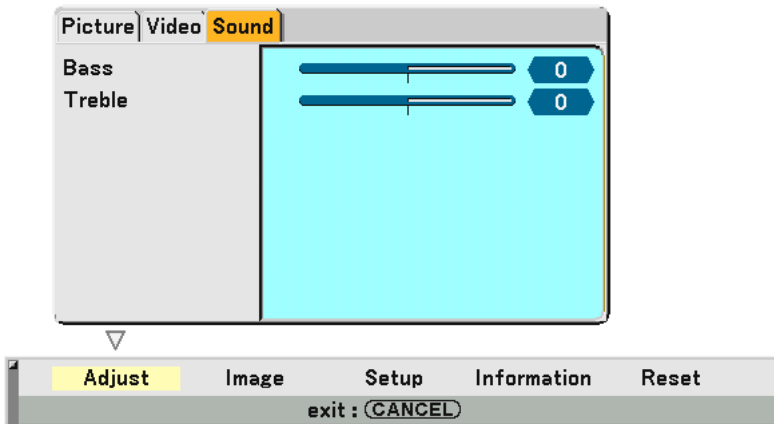 Picture Video Sound
Bass 0
Treble 0
Adjust Image Setup Information Reset
exit : CANCEL